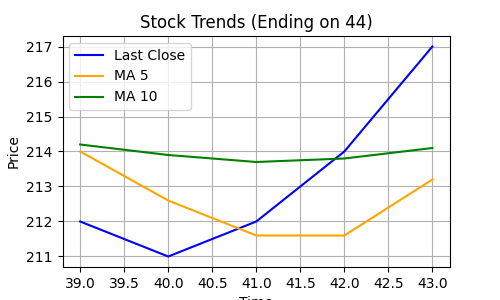 Stock Trends (Ending on 44)
Last Close
MA 5
MA 10
Price
217
216
215
214
213
212
211
39.0 39.5 40.0 40.5 41.0 41.5 42.0 42.5 43.0
Time